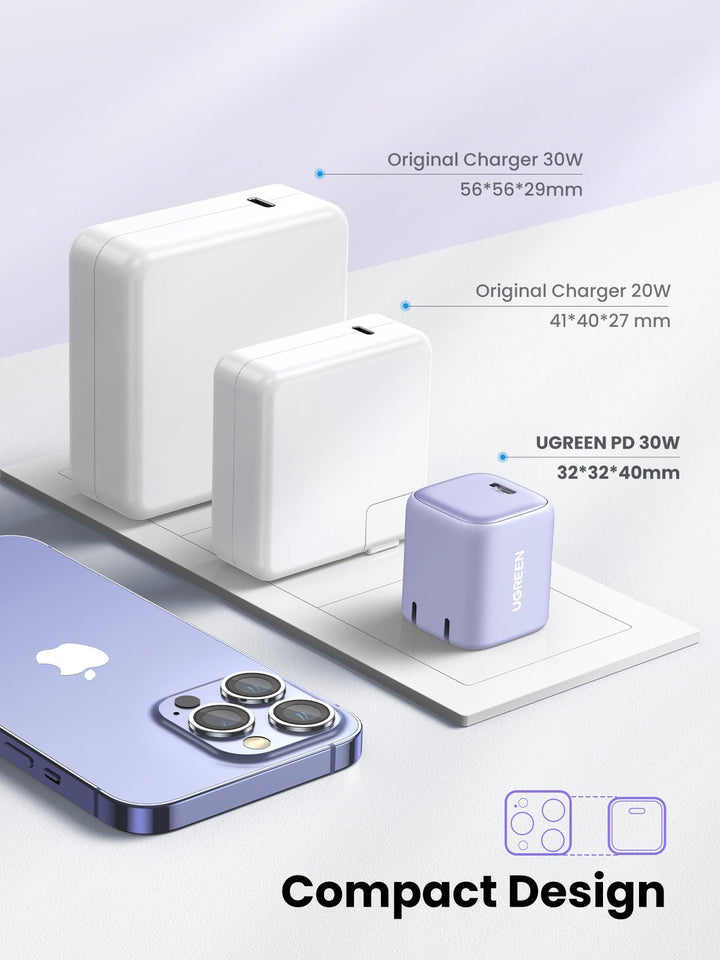 Original Charger 30W
56*56*29mm
Original Charger 20W
41*40*27 mm
UGREEN PD 30W
32*32*40mm
UGREEN
Compact Design